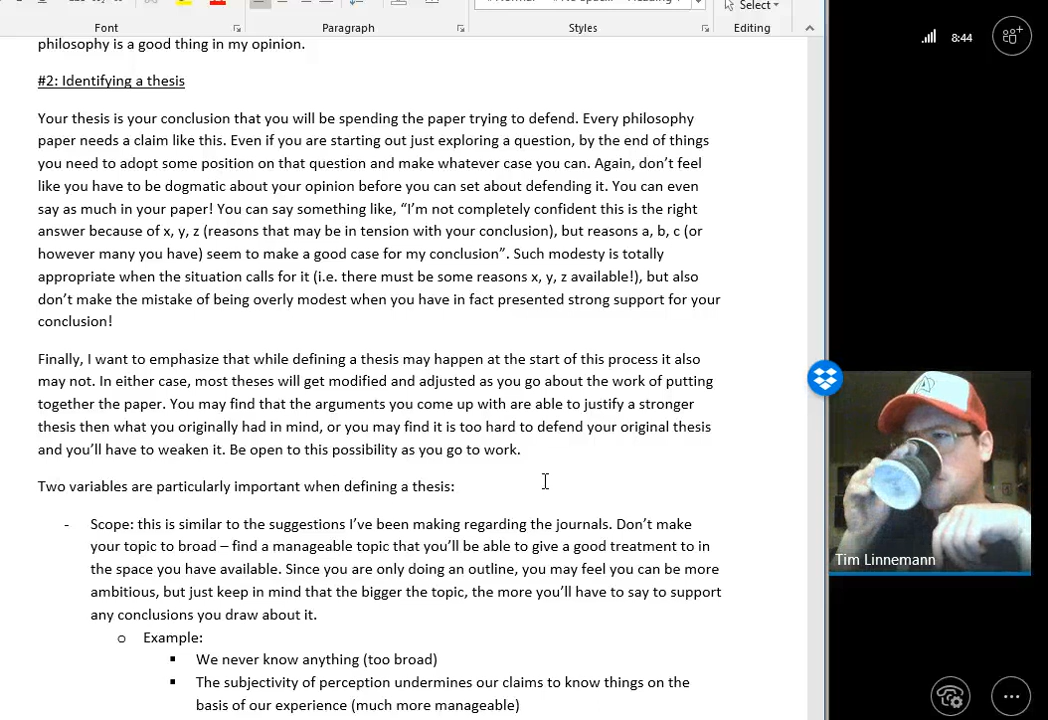 Select
Font
Paragraph
Styles
Editing
8:44
philosophy is a good thing in my opinion.
#2: Identifying a thesis
Your thesis is your conclusion that you will be spending the paper trying to defend. Every philosophy
paper needs a claim like this. Even if you are starting out just exploring a question, by the end of things
you need to adopt some position on that question and make whatever case you can. Again, don’t feel
like you have to be dogmatic about your opinion before you can set about defending it. You can even
say as much in your paper! You can say something like, “I’m not completely confident this is the right
answer because of x, y, z (reasons that may be in tension with your conclusion), but reasons a, b, c (or
however many you have) seem to make a good case for my conclusion”. Such modesty is totally
appropriate when the situation calls for it (i.e. there must be some reasons x, y, z available!), but also
don’t make the mistake of being overly modest when you have in fact presented strong support for your
conclusion!
Finally, I want to emphasize that while defining a thesis may happen at the start of this process it also
may not. In either case, most theses will get modified and adjusted as you go about the work of putting
together the paper. You may find that the arguments you come up with are able to justify a stronger
thesis then what you originally had in mind, or you may find it is too hard to defend your original thesis
and you’ll have to weaken it. Be open to this possibility as you go to work.
Two variables are particularly important when defining a thesis:
- Scope: this is similar to the suggestions I’ve been making regarding the journals. Don’t make
your topic to broad – find a manageable topic that you’ll be able to give a good treatment to in
the space you have available. Since you are only doing an outline, you may feel you can be more
ambitious, but just keep in mind that the bigger the topic, the more you’ll have to say to support
any conclusions you draw about it.
o Example:
▪ We never know anything (too broad)
▪ The subjectivity of perception undermines our claims to know things on the
basis of our experience (much more manageable)
Tim Linnemann